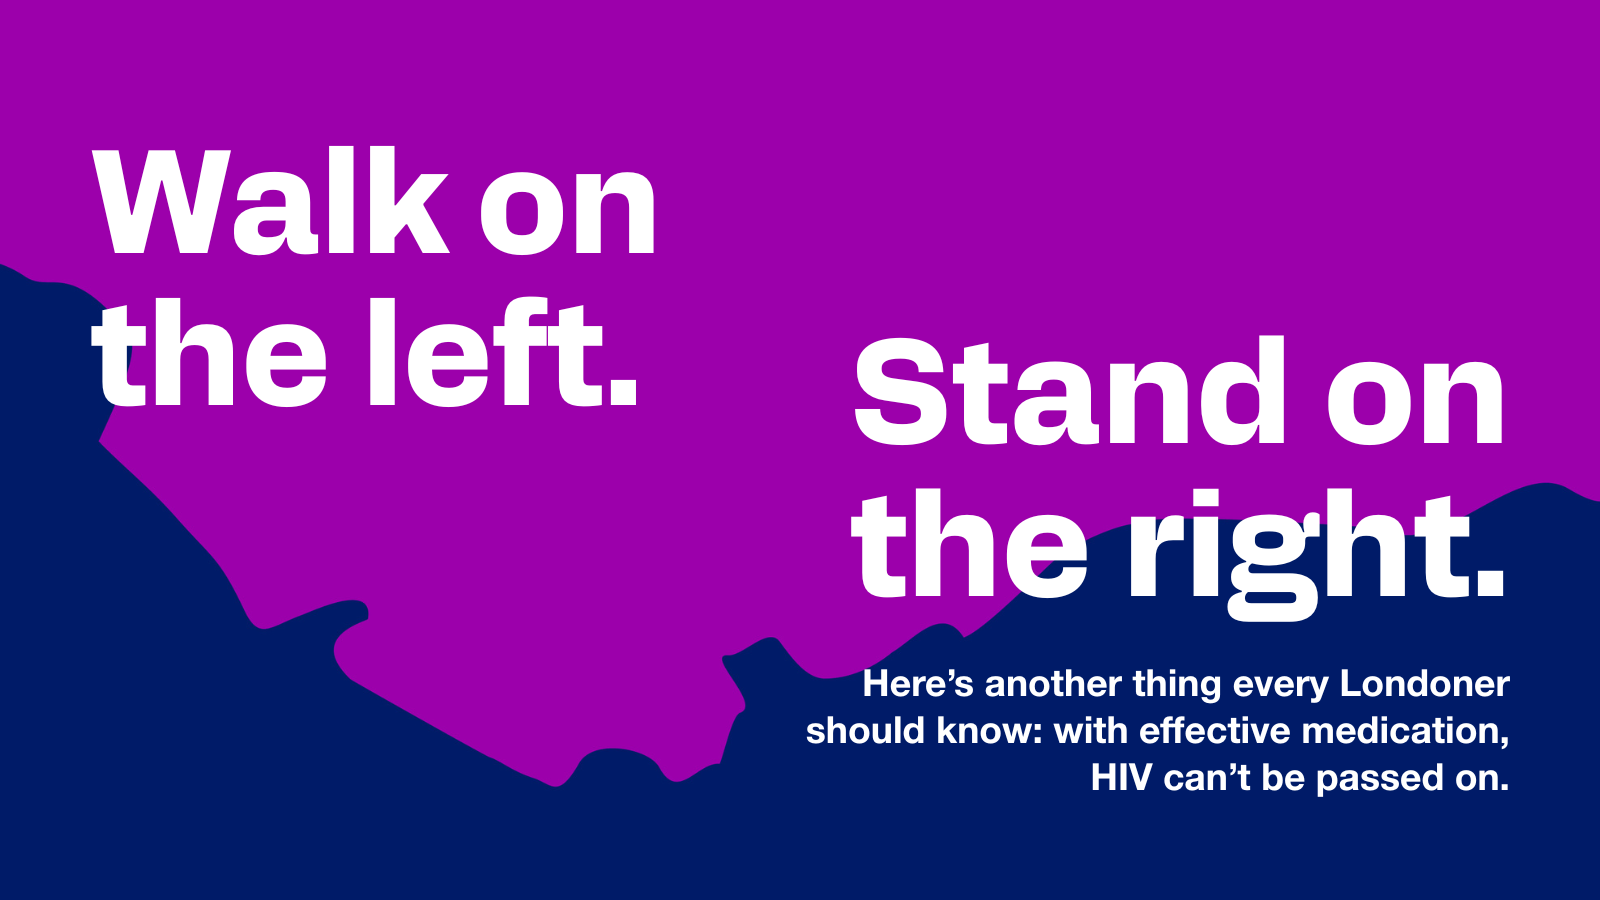 Walk on
the left.
Stand on
the right.
Here’s another thing every Londoner
should know: with effective medication,
HIV can’t be passed on.